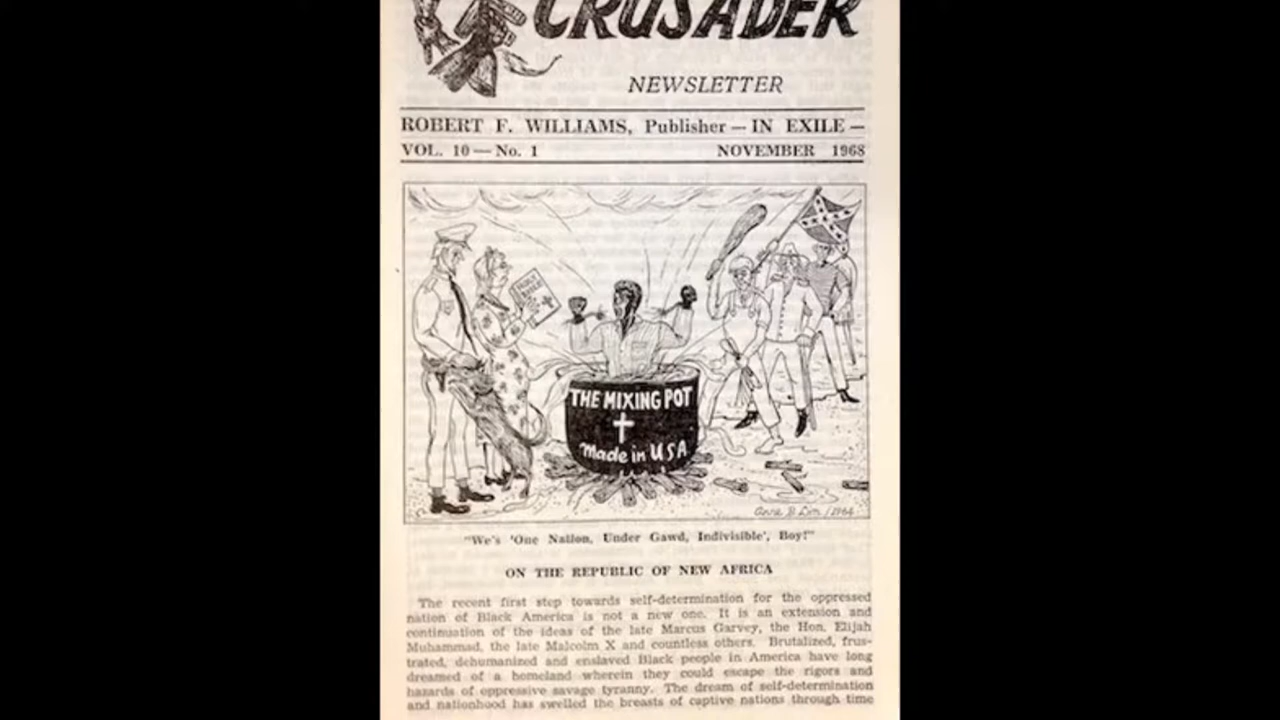 CRUSADER
NEWSLETTER
ROBERT F. WILLIAMS, Publisher — IN EXILE —
VOL. 10 — No. 1 NOVEMBER 1968
HOLY BIBLE
THE MIXING POT
Made in USA
Anne B Lim / 1964
"We's 'One Nation, Under Gawd, Indivisible', Boy!"
ON THE REPUBLIC OF NEW AFRICA
The recent first step towards self-determination for the oppressed
nation of Black America is not a new one. It is an extension and
continuation of the ideas of the late Marcus Garvey, the Hon. Elijah
Muhammad, the late Malcolm X and countless others. Brutalized, frus-
trated, dehumanized and enslaved Black people in America have long
dreamed of a homeland wherein they could escape the rigors and
hazards of oppressive savage tyranny. The dream of self-determination
and nationhood has swelled the breasts of captive nations through time